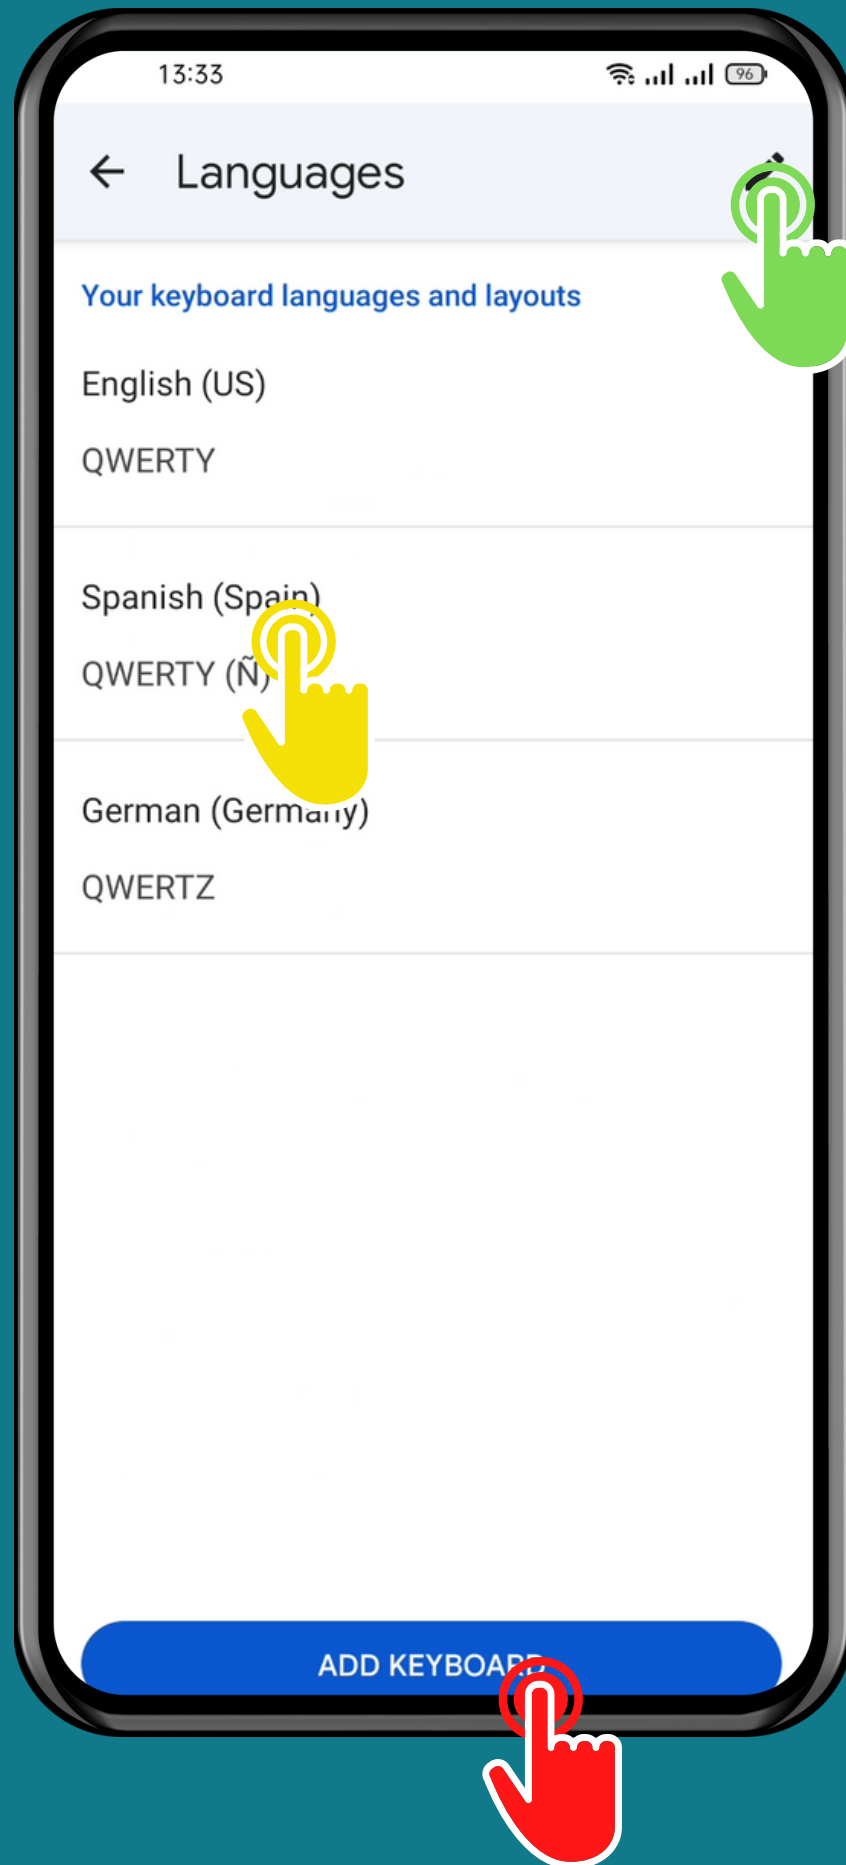 13:33
96
Languages
Your keyboard languages and layouts
English (US)
QWERTY
Spanish (Spain)
QWERTY (Ñ)
German (Germany)
QWERTZ
ADD KEYBOARD